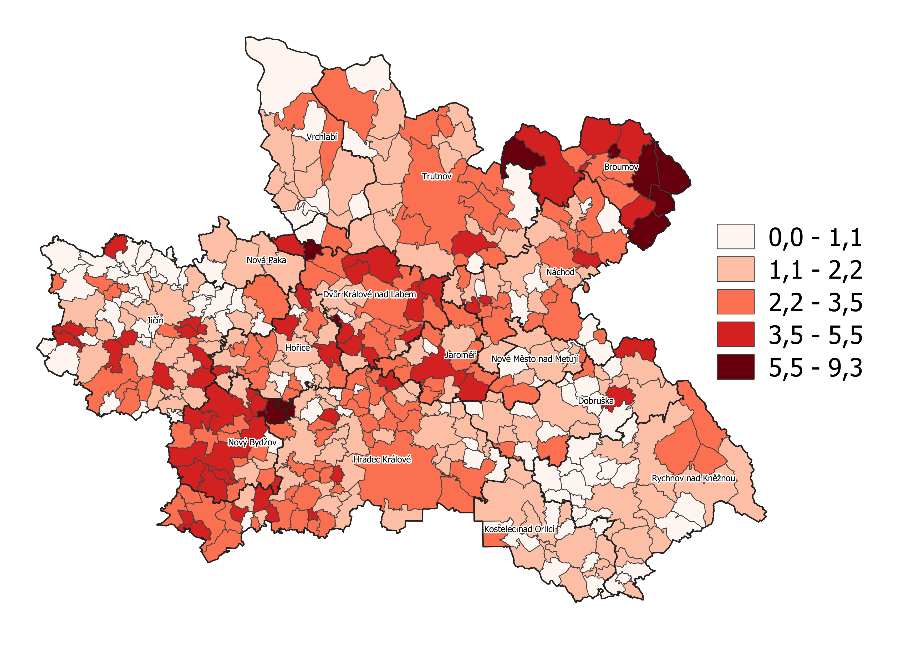 Vrchlabí
Broumov
Trutnov
Nová Paka
Náchod
Dvůr Králové nad Labem
Jičín
Hořice
Jaroměř
Nové Město nad Metují
Dobruška
Nový Bydžov
Hradec Králové
Rychnov nad Kněžnou
Kostelec nad Orlicí
0,0 - 1,1
1,1 - 2,2
2,2 - 3,5
3,5 - 5,5
5,5 - 9,3